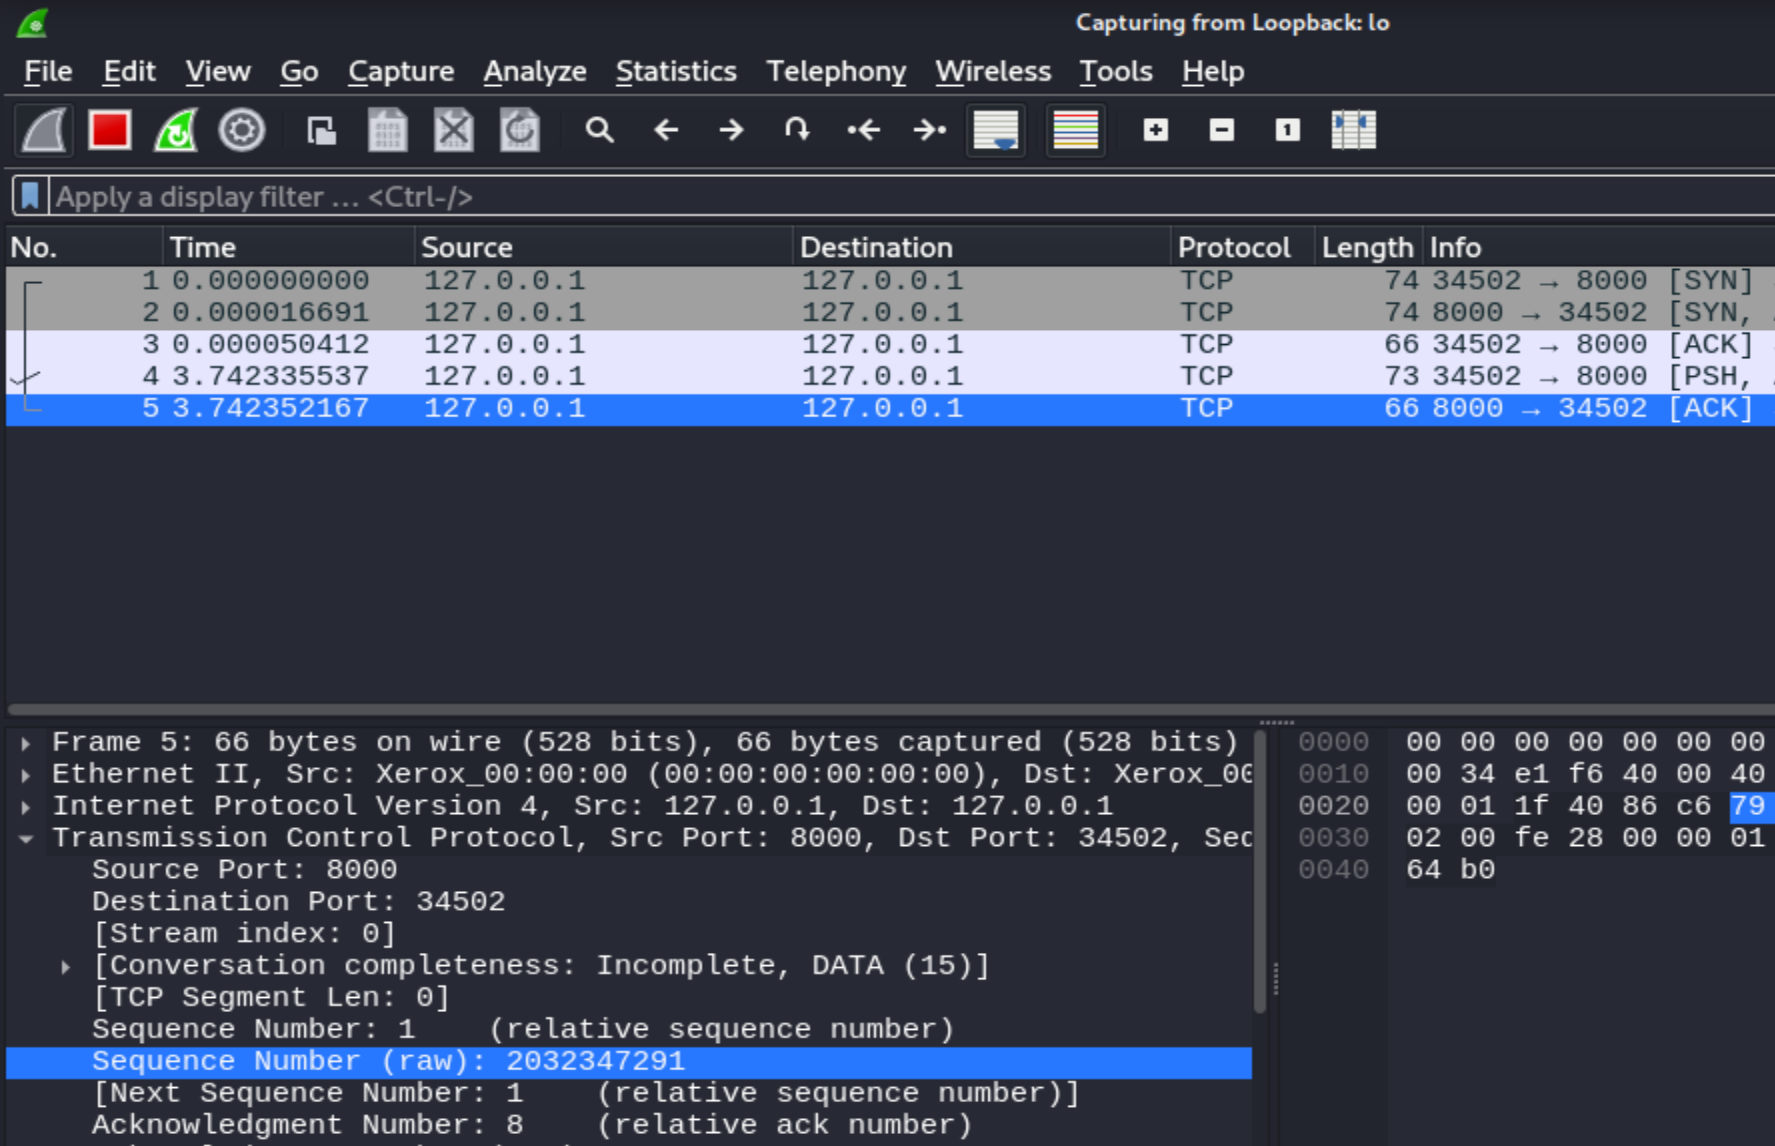 Capturing from Loopback: lo
File Edit View Go Capture Analyze Statistics Telephony Wireless Tools Help
Apply a display filter … <Ctrl-/>
No. Time Source Destination Protocol Length Info
1 0.000000000 127.0.0.1 127.0.0.1 TCP 74 34502 → 8000 [SYN]
2 0.000016691 127.0.0.1 127.0.0.1 TCP 74 8000 → 34502 [SYN,
3 0.000050412 127.0.0.1 127.0.0.1 TCP 66 34502 → 8000 [ACK]
4 3.742335537 127.0.0.1 127.0.0.1 TCP 73 34502 → 8000 [PSH,
5 3.742352167 127.0.0.1 127.0.0.1 TCP 66 8000 → 34502 [ACK]
Frame 5: 66 bytes on wire (528 bits), 66 bytes captured (528 bits)
Ethernet II, Src: Xerox_00:00:00 (00:00:00:00:00:00), Dst: Xerox_00
Internet Protocol Version 4, Src: 127.0.0.1, Dst: 127.0.0.1
Transmission Control Protocol, Src Port: 8000, Dst Port: 34502, Seq
Source Port: 8000
Destination Port: 34502
[Stream index: 0]
[Conversation completeness: Incomplete, DATA (15)]
[TCP Segment Len: 0]
Sequence Number: 1 (relative sequence number)
Sequence Number (raw): 2032347291
[Next Sequence Number: 1 (relative sequence number)]
Acknowledgment Number: 8 (relative ack number)
0000 00 00 00 00 00 00 00
0010 00 34 e1 f6 40 00 40
0020 00 01 1f 40 86 c6 79
0030 02 00 fe 28 00 00 01
0040 64 b0